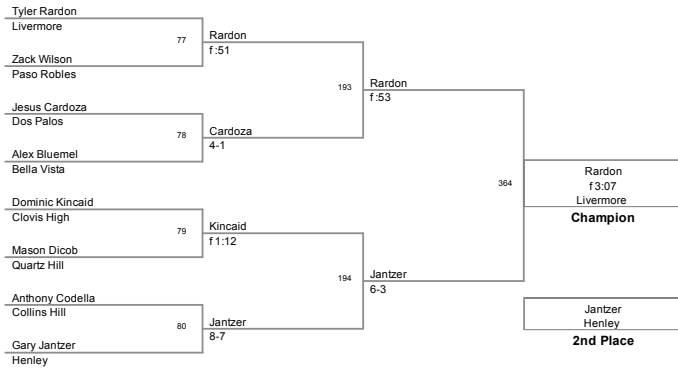 Tyler Rardon
Livermore
77
Zack Wilson
Paso Robles
Rardon
f :51
Jesus Cardoza
Dos Palos
78
Alex Bluemel
Bella Vista
Cardoza
4-1
193
Rardon
f :53
Dominic Kincaid
Clovis High
79
Mason Dicob
Quartz Hill
Kincaid
f 1:12
Anthony Codella
Collins Hill
80
Gary Jantzer
Henley
Jantzer
8-7
194
Jantzer
6-3
364
Rardon
f 3:07
Livermore
Champion
Jantzer
Henley
2nd Place